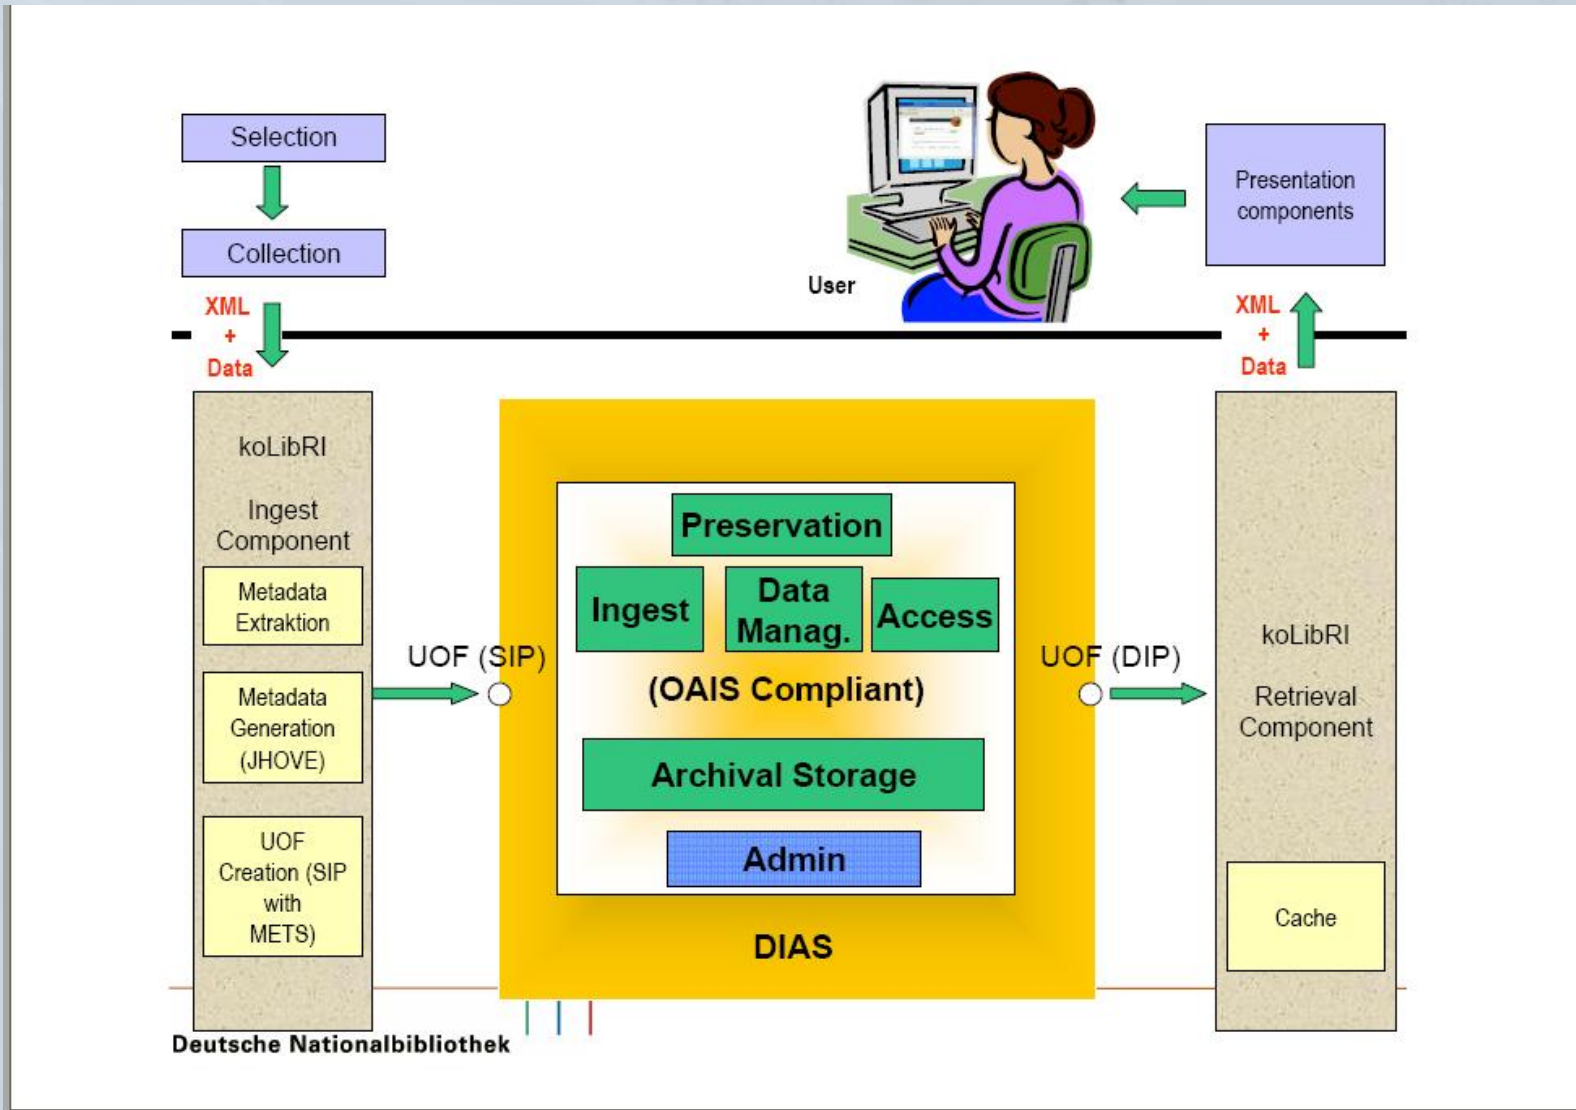 Selection
Collection
XML
+
Data
koLibRI
Ingest
Component
Metadata
Extraktion
Metadata
Generation
(JHOVE)
UOF
Creation (SIP
with
METS)
UOF (SIP)
User
Preservation
Ingest
Data
Manag.
Access
(OAIS Compliant)
Archival Storage
Admin
DIAS
UOF (DIP)
Presentation
components
XML
+
Data
koLibRI
Retrieval
Component
Cache
Deutsche Nationalbibliothek